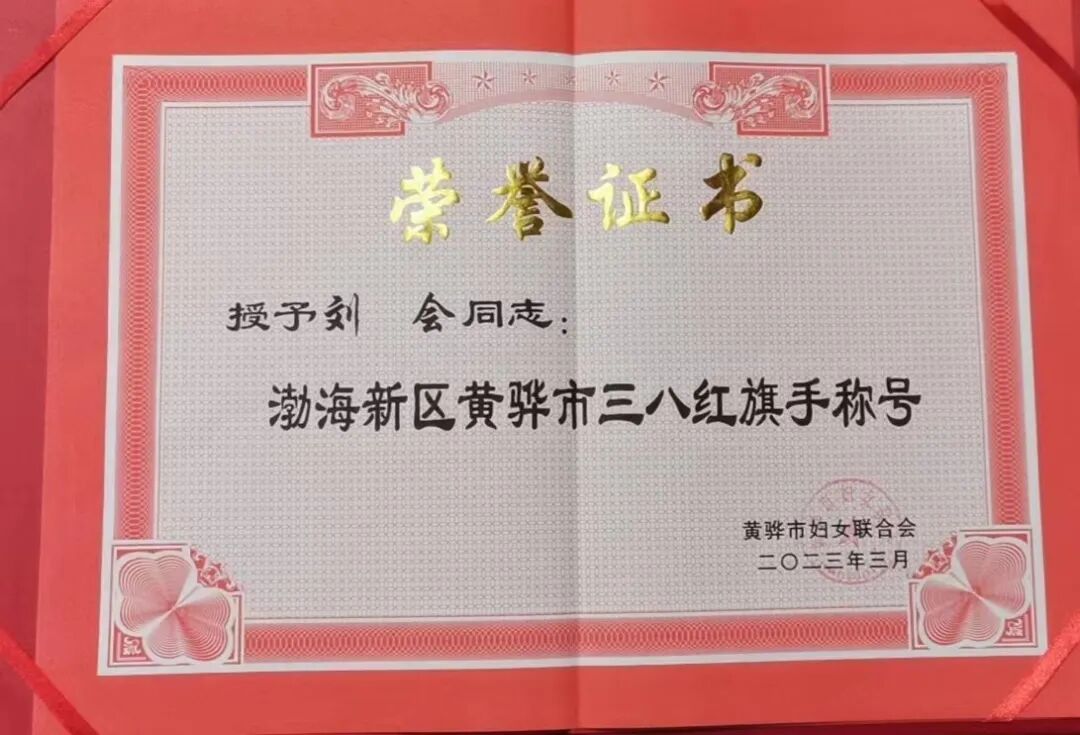 荣誉证书
授予刘　会同志：
渤海新区黄骅市三八红旗手称号
黄骅市妇女联合会
二〇二三年三月